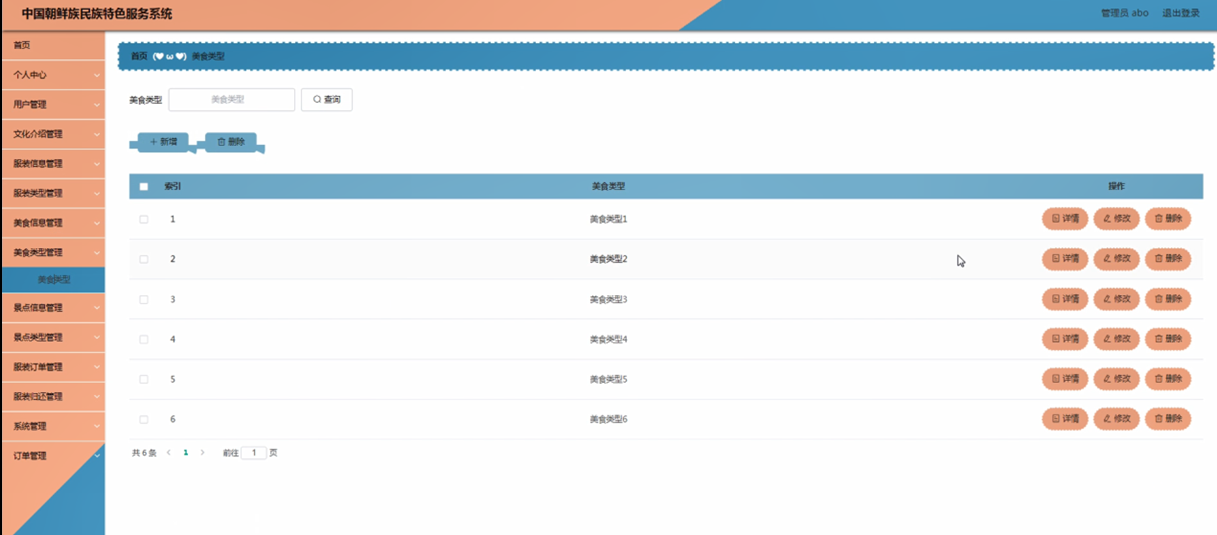 中国朝鲜族民族特色服务系统
管理员 abo 退出登录
首页
个人中心
用户管理
文化介绍管理
服装信息管理
服装类型管理
美食信息管理
美食类型管理
美食类型
景点信息管理
景点类型管理
服装订单管理
服装归还管理
系统管理
订单管理
首页 (♥ω♥) 美食类型
美食类型 美食类型 查询
+ 新增 删除
索引 美食类型 操作
1 美食类型1 详情 修改 删除
2 美食类型2 详情 修改 删除
3 美食类型3 详情 修改 删除
4 美食类型4 详情 修改 删除
5 美食类型5 详情 修改 删除
6 美食类型6 详情 修改 删除
共 6 条 < 1 > 前往 1 页